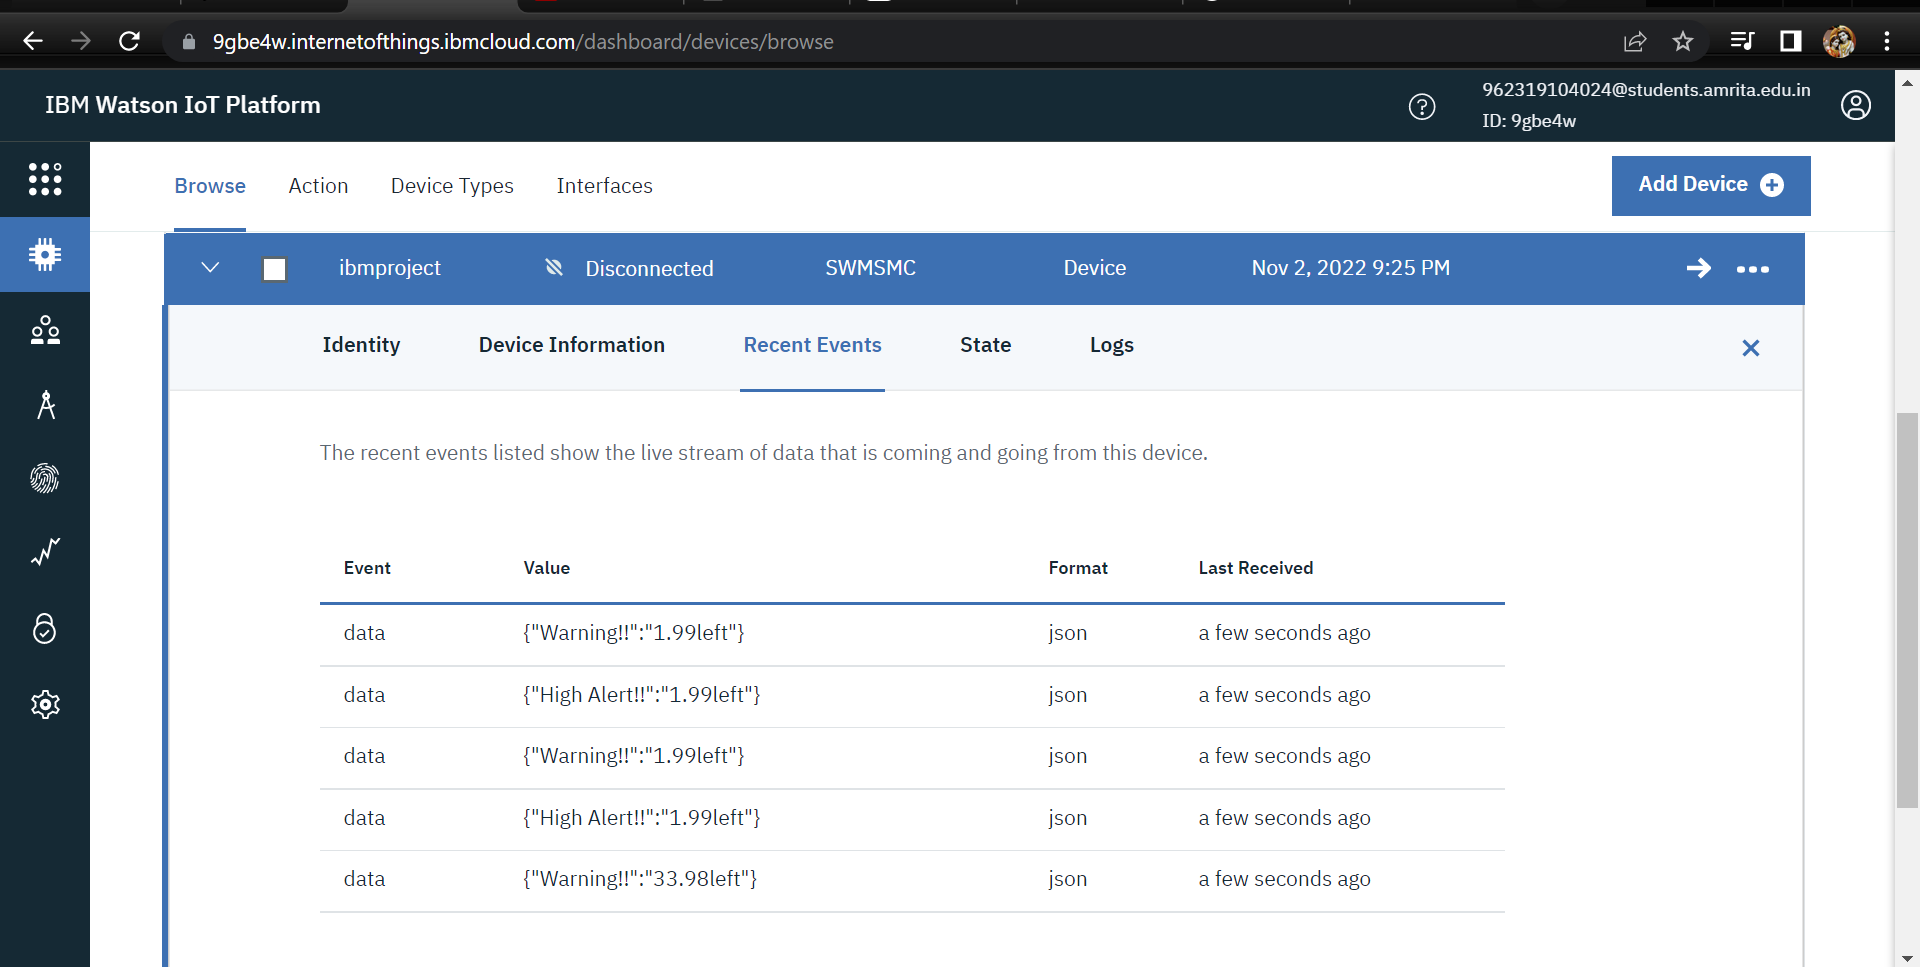 9gbe4w.internetofthings.ibmcloud.com/dashboard/devices/browse
IBM Watson IoT Platform
962319104024@students.amrita.edu.in
ID: 9gbe4w
Browse Action Device Types Interfaces Add Device
ibmproject Disconnected SWMSMC Device Nov 2, 2022 9:25 PM
Identity Device Information Recent Events State Logs
The recent events listed show the live stream of data that is coming and going from this device.
Event Value Format Last Received
data {"Warning!!":"1.99left"} json a few seconds ago
data {"High Alert!!":"1.99left"} json a few seconds ago
data {"Warning!!":"1.99left"} json a few seconds ago
data {"High Alert!!":"1.99left"} json a few seconds ago
data {"Warning!!":"33.98left"} json a few seconds ago